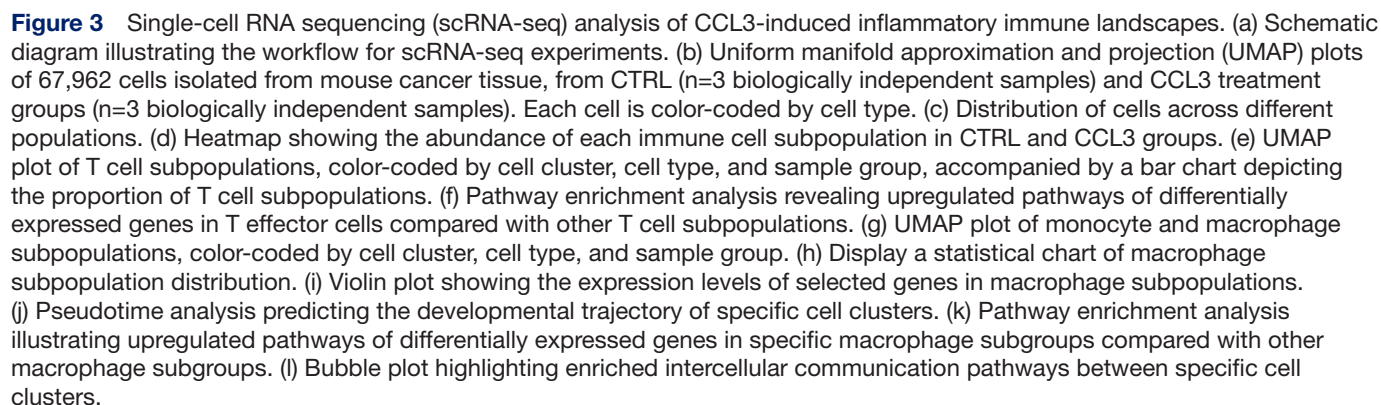 Figure 3 Single-cell RNA sequencing (scRNA-seq) analysis of CCL3-induced inflammatory immune landscapes. (a) Schematic
diagram illustrating the workflow for scRNA-seq experiments. (b) Uniform manifold approximation and projection (UMAP) plots
of 67,962 cells isolated from mouse cancer tissue, from CTRL (n=3 biologically independent samples) and CCL3 treatment
groups (n=3 biologically independent samples). Each cell is color-coded by cell type. (c) Distribution of cells across different
populations. (d) Heatmap showing the abundance of each immune cell subpopulation in CTRL and CCL3 groups. (e) UMAP
plot of T cell subpopulations, color-coded by cell cluster, cell type, and sample group, accompanied by a bar chart depicting
the proportion of T cell subpopulations. (f) Pathway enrichment analysis revealing upregulated pathways of differentially
expressed genes in T effector cells compared with other T cell subpopulations. (g) UMAP plot of monocyte and macrophage
subpopulations, color-coded by cell cluster, cell type, and sample group. (h) Display a statistical chart of macrophage
subpopulation distribution. (i) Violin plot showing the expression levels of selected genes in macrophage subpopulations.
(j) Pseudotime analysis predicting the developmental trajectory of specific cell clusters. (k) Pathway enrichment analysis
illustrating upregulated pathways of differentially expressed genes in specific macrophage subgroups compared with other
macrophage subgroups. (l) Bubble plot highlighting enriched intercellular communication pathways between specific cell
clusters.